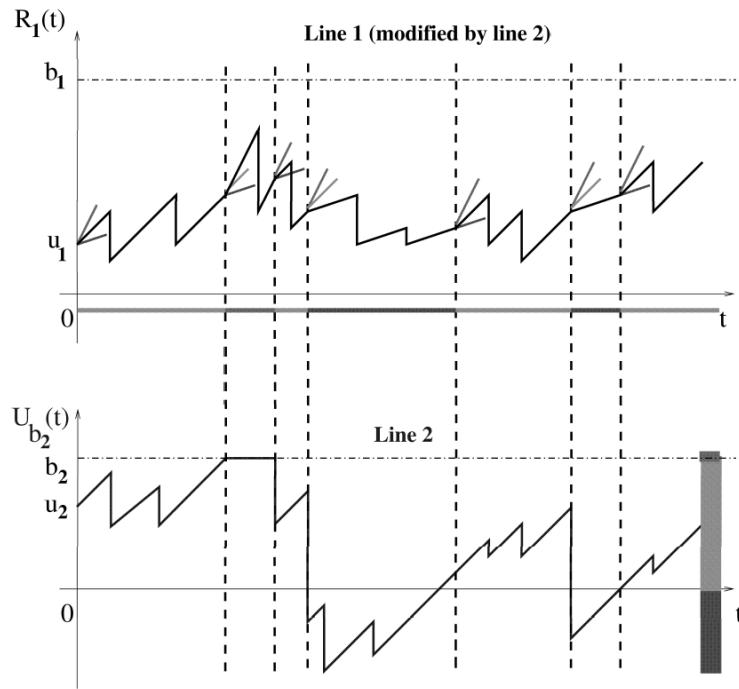 R1(t)
Line 1 (modified by line 2)
b1
u1
0
t
Ub2(t)
Line 2
b2
u2
0
t